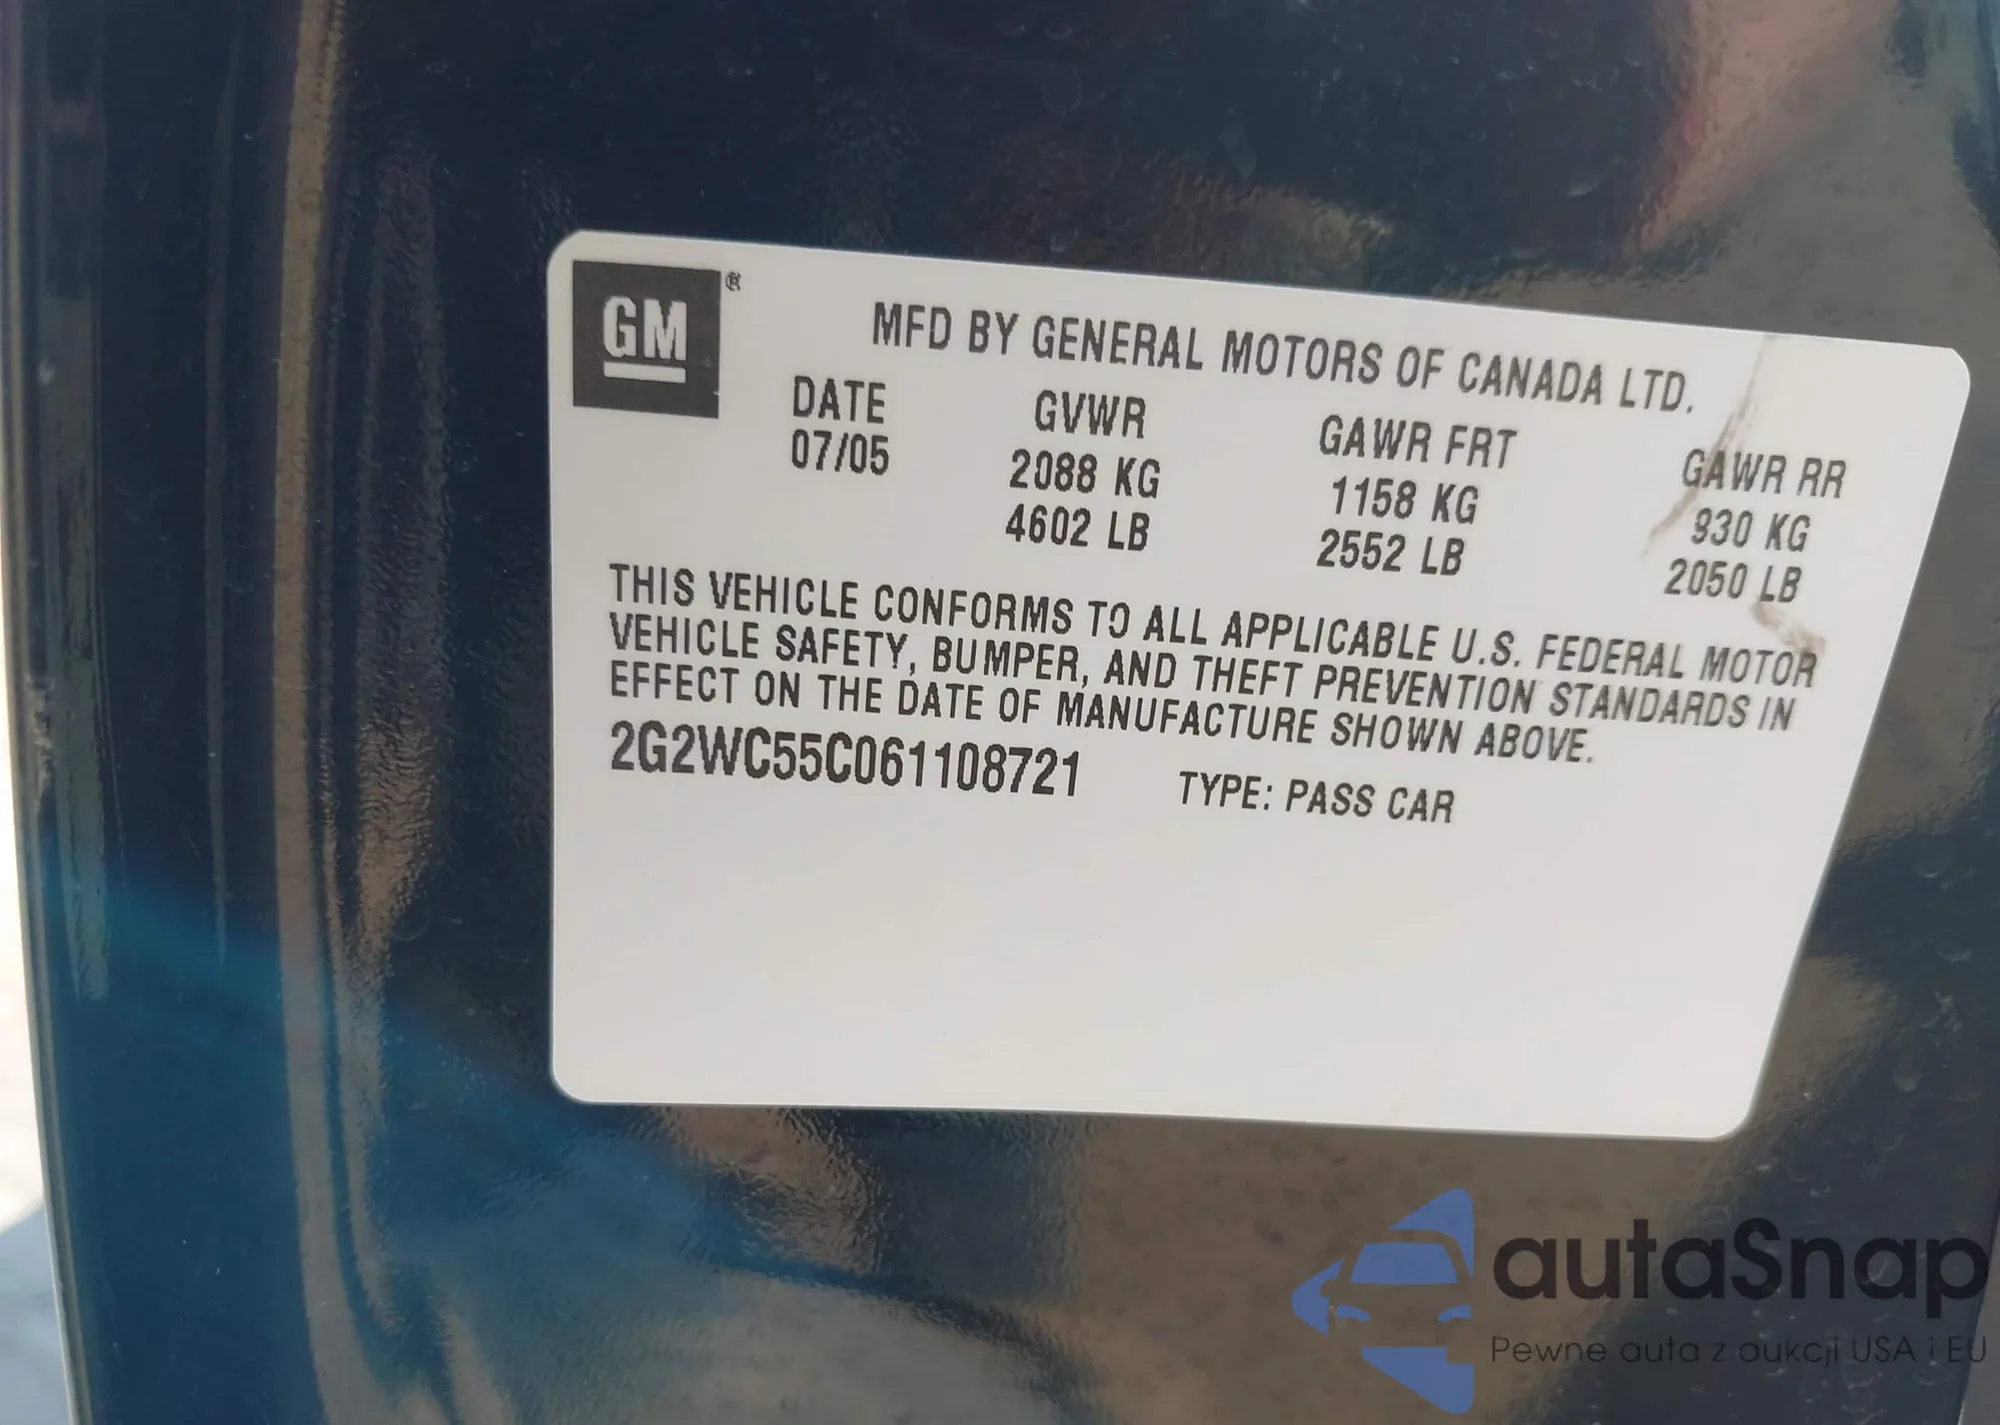 GM ®
MFD BY GENERAL MOTORS OF CANADA LTD.
DATE GVWR GAWR FRT GAWR RR
07/05 2088 KG 1158 KG 930 KG
4602 LB 2552 LB 2050 LB
THIS VEHICLE CONFORMS TO ALL APPLICABLE U.S. FEDERAL MOTOR
VEHICLE SAFETY, BUMPER, AND THEFT PREVENTION STANDARDS IN
EFFECT ON THE DATE OF MANUFACTURE SHOWN ABOVE.
2G2WC55C061108721 TYPE: PASS CAR
autaSnap
Pewne auta z aukcji USA i EU